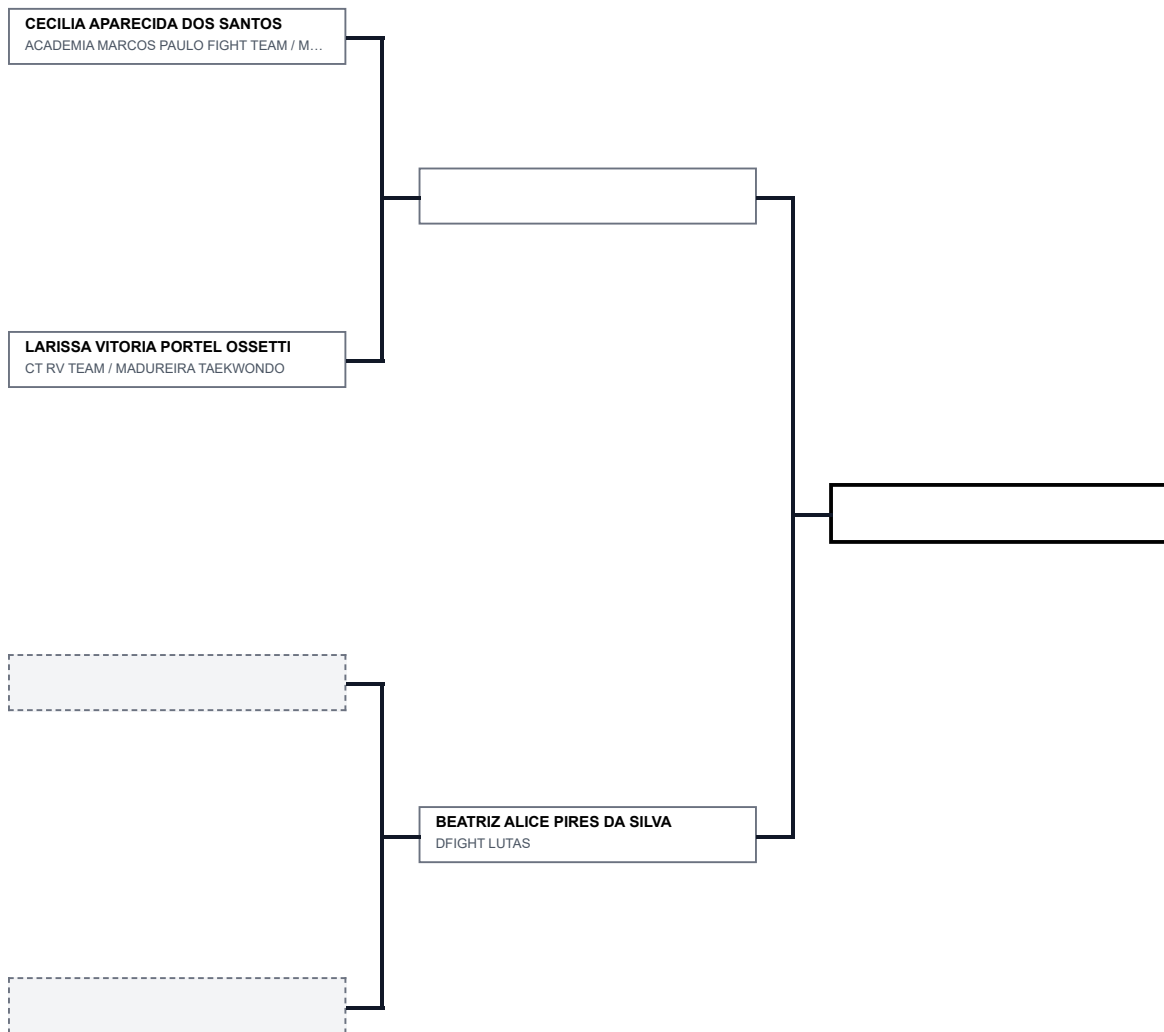 CECILIA APARECIDA DOS SANTOS
ACADEMIA MARCOS PAULO FIGHT TEAM / M...
LARISSA VITORIA PORTEL OSSETTI
CT RV TEAM / MADUREIRA TAEKWONDO
BEATRIZ ALICE PIRES DA SILVA
DFIGHT LUTAS